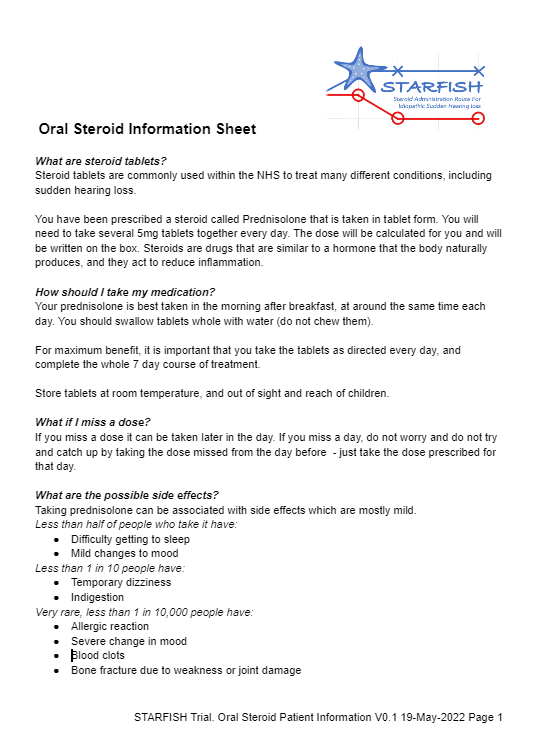 STARFISH
Steroid Administration Route For
Idiopathic Sudden Hearing loss
Oral Steroid Information Sheet
What are steroid tablets?
Steroid tablets are commonly used within the NHS to treat many different conditions, including
sudden hearing loss.
You have been prescribed a steroid called Prednisolone that is taken in tablet form. You will
need to take several 5mg tablets together every day. The dose will be calculated for you and will
be written on the box. Steroids are drugs that are similar to a hormone that the body naturally
produces, and they act to reduce inflammation.
How should I take my medication?
Your prednisolone is best taken in the morning after breakfast, at around the same time each
day. You should swallow tablets whole with water (do not chew them).
For maximum benefit, it is important that you take the tablets as directed every day, and
complete the whole 7 day course of treatment.
Store tablets at room temperature, and out of sight and reach of children.
What if I miss a dose?
If you miss a dose it can be taken later in the day. If you miss a day, do not worry and do not try
and catch up by taking the dose missed from the day before  - just take the dose prescribed for
that day.
What are the possible side effects?
Taking prednisolone can be associated with side effects which are mostly mild.
Less than half of people who take it have:
• Difficulty getting to sleep
• Mild changes to mood
Less than 1 in 10 people have:
• Temporary dizziness
• Indigestion
Very rare, less than 1 in 10,000 people have:
• Allergic reaction
• Severe change in mood
• Blood clots
• Bone fracture due to weakness or joint damage
STARFISH Trial. Oral Steroid Patient Information V0.1 19-May-2022 Page 1